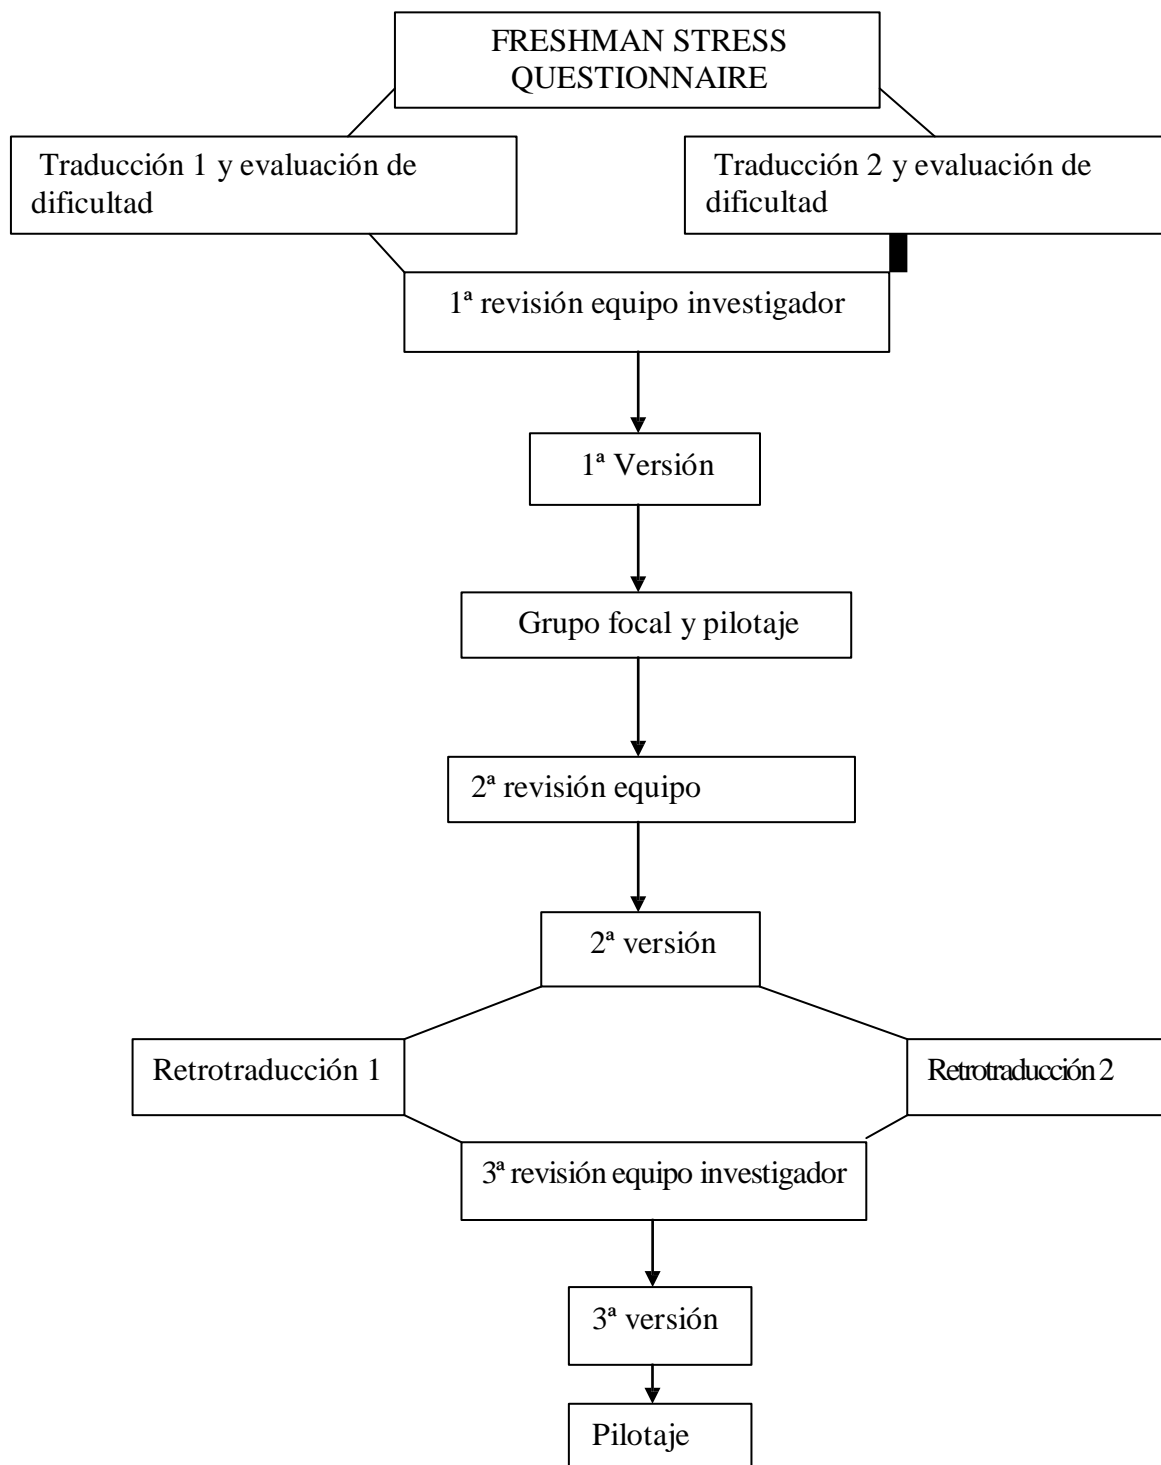 FRESHMAN STRESS
QUESTIONNAIRE
Traducción 1 y evaluación de
dificultad
Traducción 2 y evaluación de
dificultad
1ª revisión equipo investigador
1ª Versión
Grupo focal y pilotaje
2ª revisión equipo
2ª versión
Retrotraducción 1
Retrotraducción 2
3ª revisión equipo investigador
3ª versión
Pilotaje